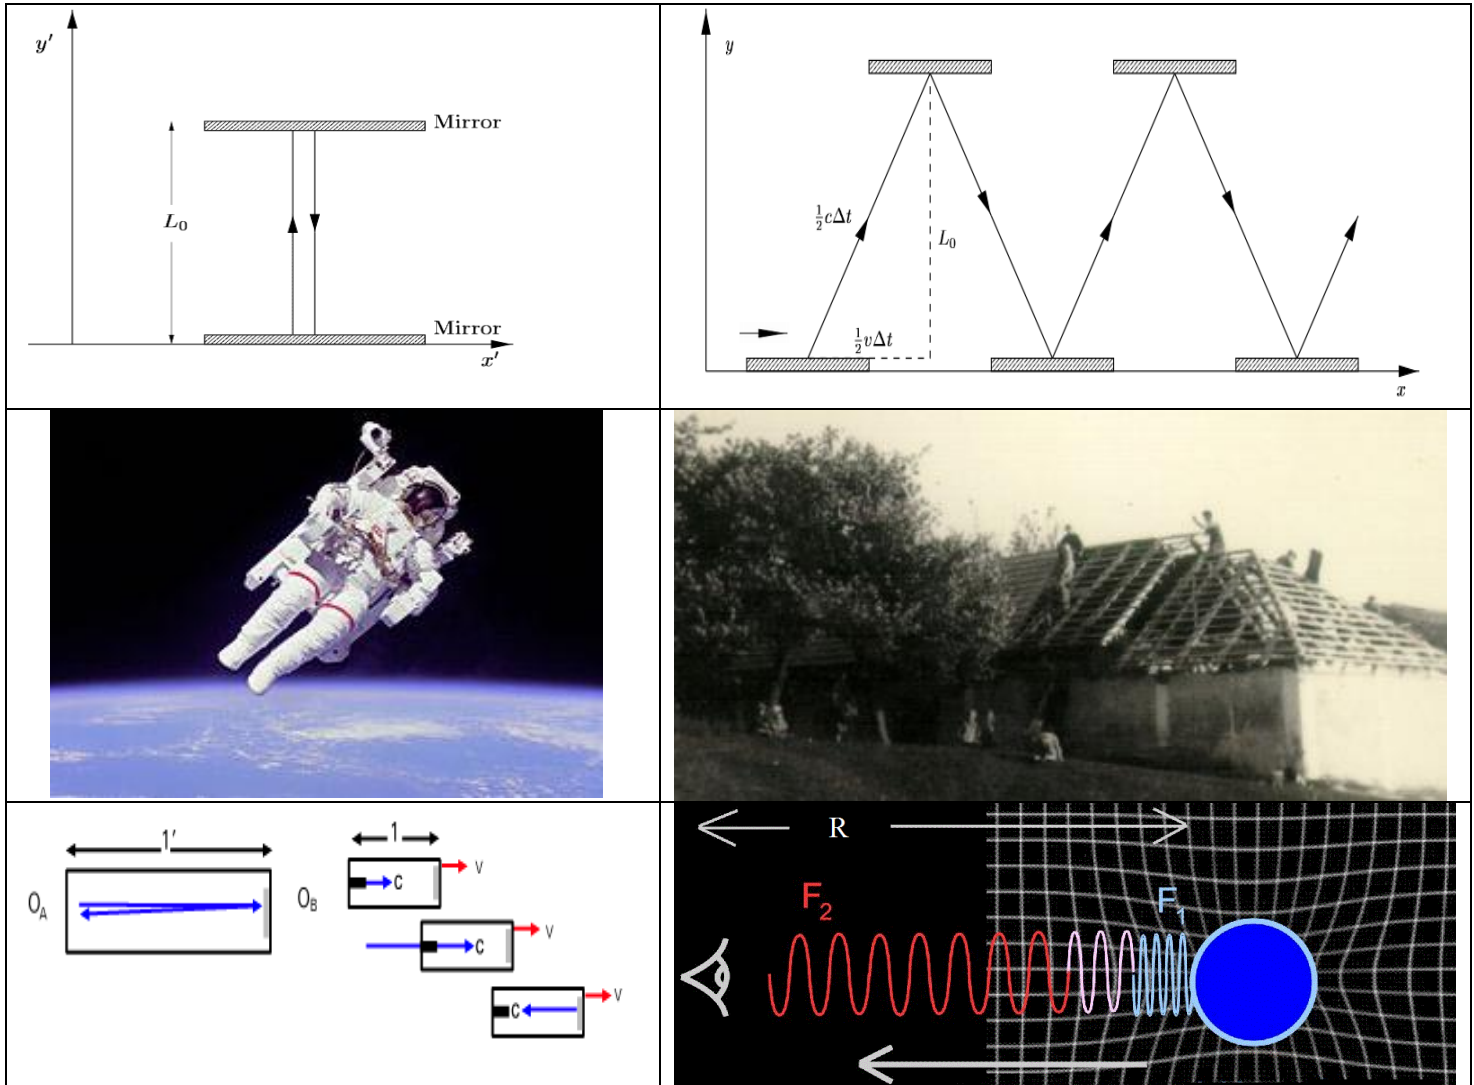 y′
Mirror
L₀
Mirror
x′
y
½cΔt
L₀
½vΔt
x
1′
O_A
1
O_B
c
v
c
v
c
v
R
F₂
F₁